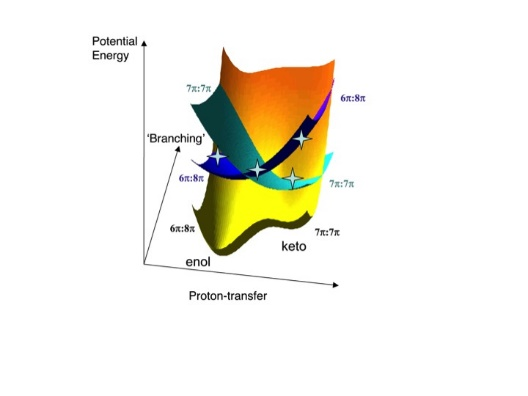 Potential
Energy
7π:7π
6π:8π
'Branching'
6π:8π
7π:7π
6π:8π
7π:7π
keto
enol
Proton-transfer